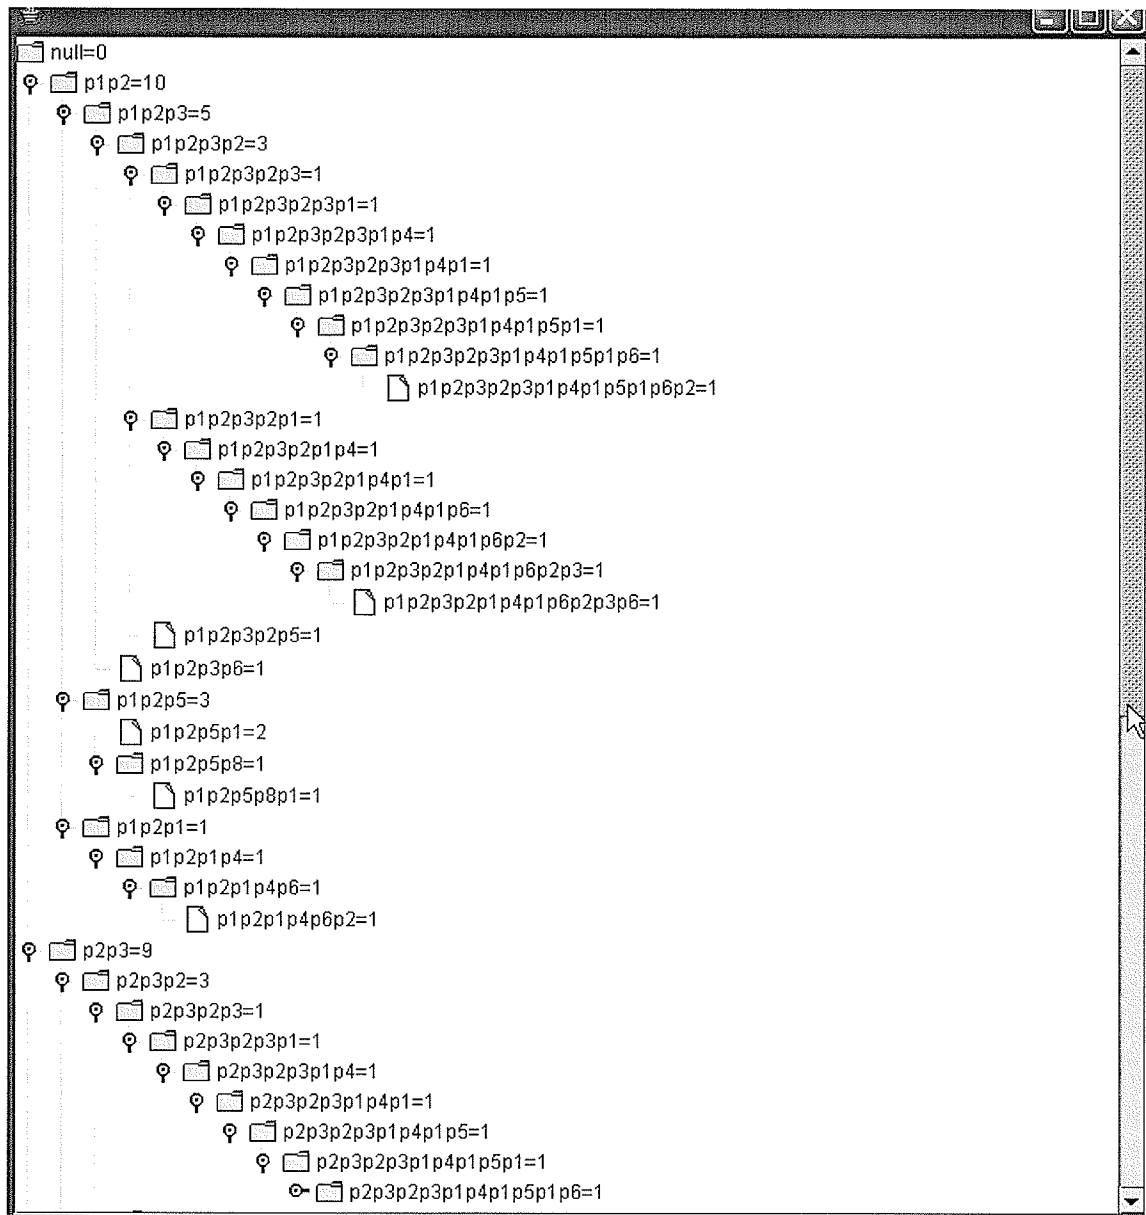 null=0
p1p2=10
p1p2p3=5
p1p2p3p2=3
p1p2p3p2p3=1
p1p2p3p2p3p1=1
p1p2p3p2p3p1p4=1
p1p2p3p2p3p1p4p1=1
p1p2p3p2p3p1p4p1p5=1
p1p2p3p2p3p1p4p1p5p1=1
p1p2p3p2p3p1p4p1p5p1p6=1
p1p2p3p2p3p1p4p1p5p1p6p2=1
p1p2p3p2p1=1
p1p2p3p2p1p4=1
p1p2p3p2p1p4p1=1
p1p2p3p2p1p4p1p6=1
p1p2p3p2p1p4p1p6p2=1
p1p2p3p2p1p4p1p6p2p3=1
p1p2p3p2p1p4p1p6p2p3p6=1
p1p2p3p2p5=1
p1p2p3p6=1
p1p2p5=3
p1p2p5p1=2
p1p2p5p8=1
p1p2p5p8p1=1
p1p2p1=1
p1p2p1p4=1
p1p2p1p4p6=1
p1p2p1p4p6p2=1
p2p3=9
p2p3p2=3
p2p3p2p3=1
p2p3p2p3p1=1
p2p3p2p3p1p4=1
p2p3p2p3p1p4p1=1
p2p3p2p3p1p4p1p5=1
p2p3p2p3p1p4p1p5p1=1
p2p3p2p3p1p4p1p5p1p6=1